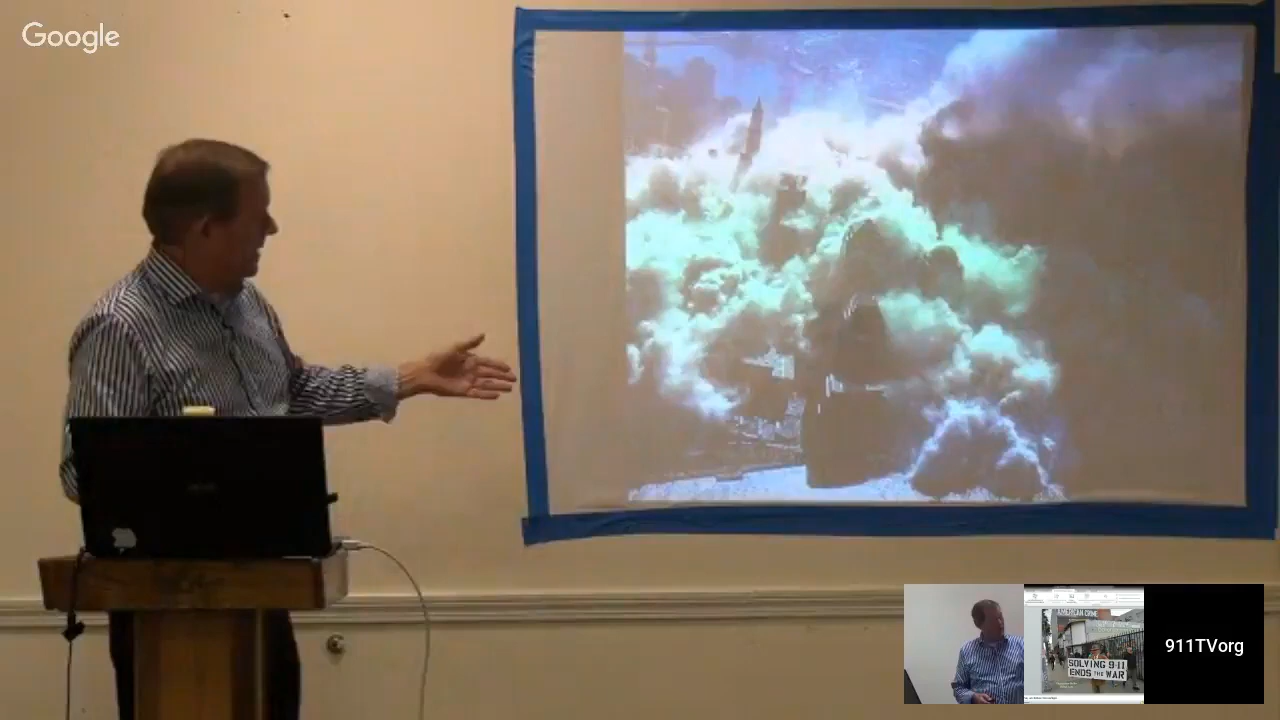 Google
AMERICAN CRIME
SOLVING 9-11
ENDS THE WAR
911TVorg